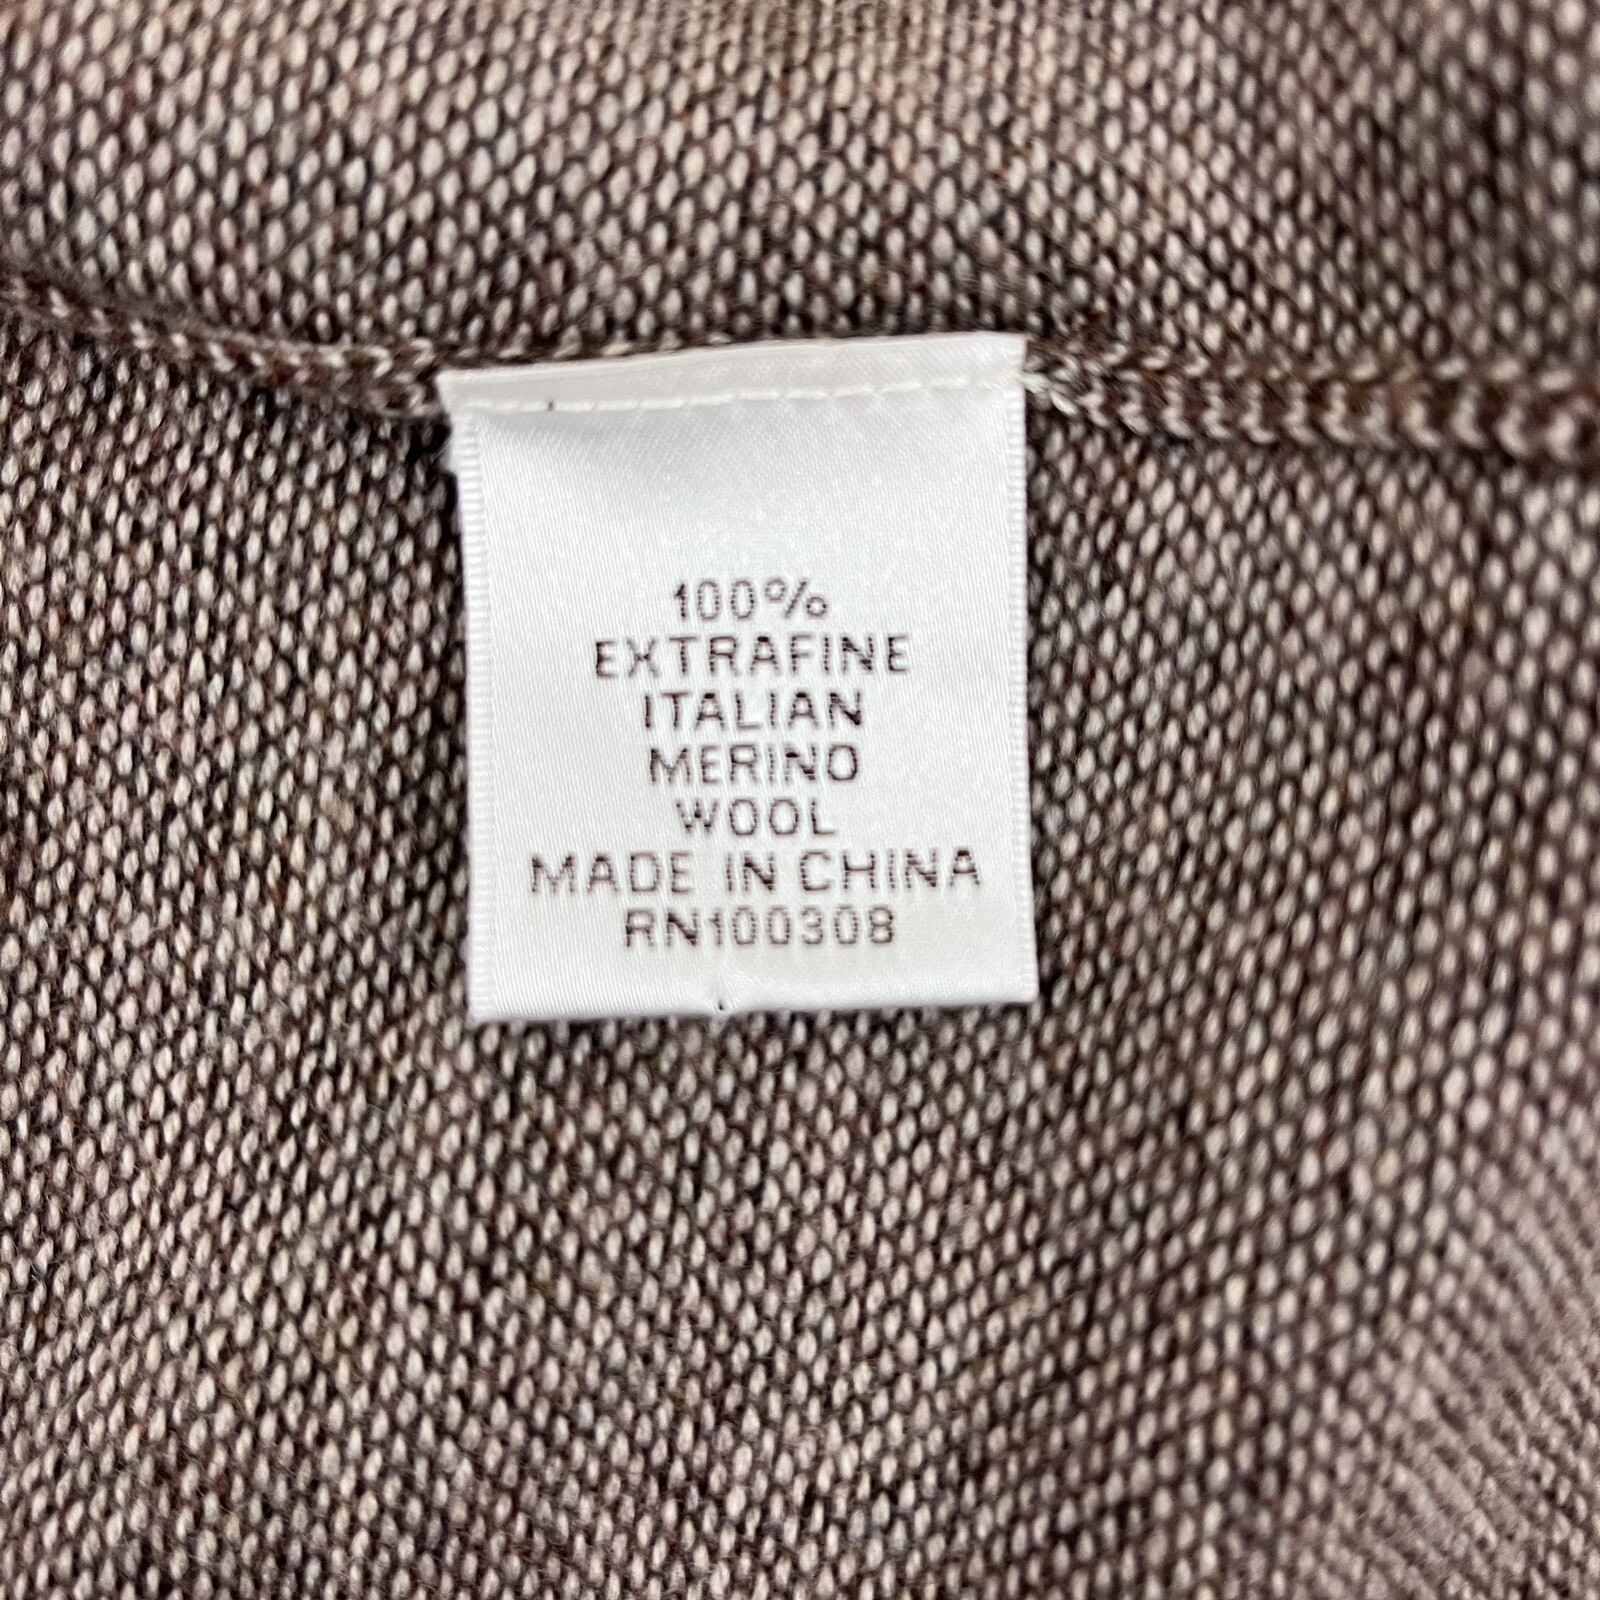 100%
EXTRAFINE
ITALIAN
MERINO
WOOL
MADE IN CHINA
RN100308